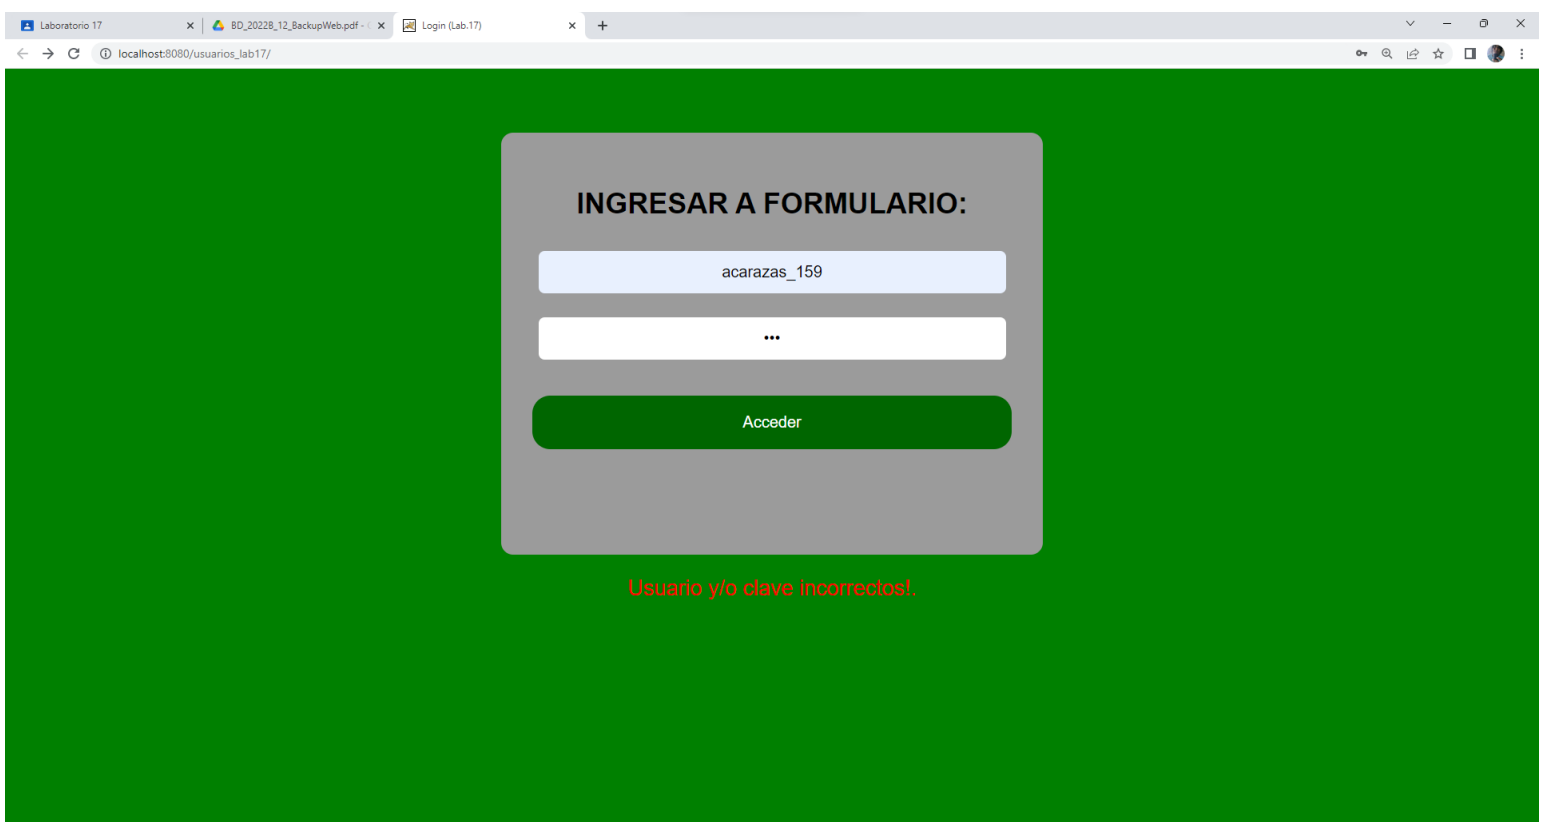 Laboratorio 17
BD_2022B_12_BackupWeb.pdf - 
Login (Lab.17)
localhost:8080/usuarios_lab17/
INGRESAR A FORMULARIO:
acarazas_159
•••
Acceder
Usuario y/o clave incorrectos!.